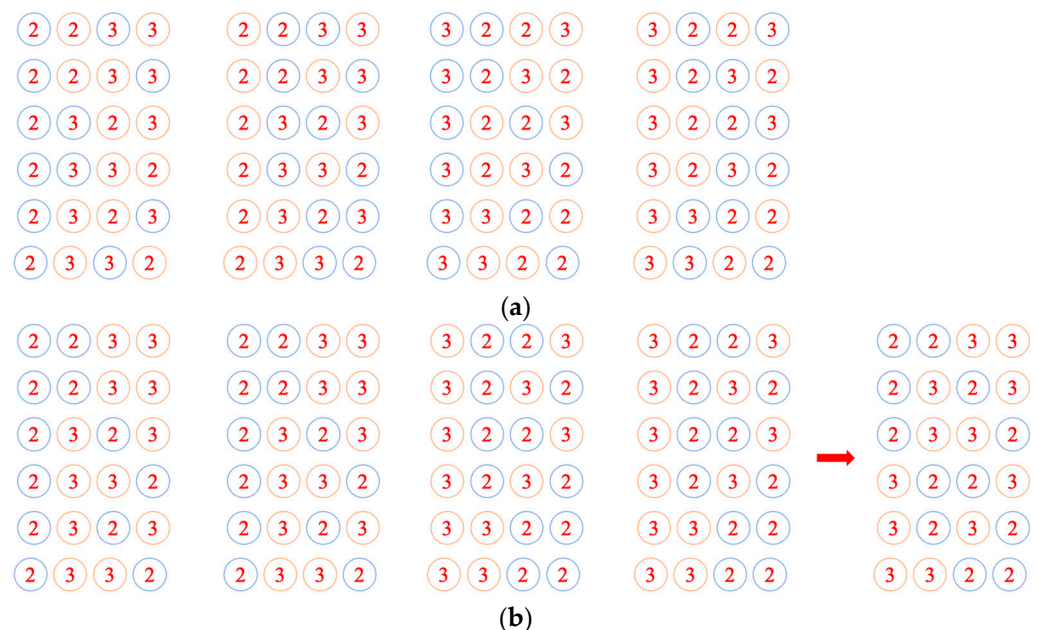 2 2 3 3 2 2 3 3 3 2 2 3 3 2 2 3
2 2 3 3 2 2 3 3 3 2 3 2 3 2 3 2
2 3 2 3 2 3 2 3 3 2 2 3 3 2 2 3
2 3 3 2 2 3 3 2 3 2 3 2 3 2 3 2
2 3 2 3 2 3 2 3 3 3 2 2 3 3 2 2
2 3 3 2 2 3 3 2 3 3 2 2 3 3 2 2
(a)
2 2 3 3 2 2 3 3 3 2 2 3 3 2 2 3 2 2 3 3
2 2 3 3 2 2 3 3 3 2 3 2 3 2 3 2 2 3 2 3
2 3 2 3 2 3 2 3 3 2 2 3 3 2 2 3 2 3 3 2
2 3 3 2 2 3 3 2 3 2 3 2 3 2 3 2 3 2 2 3
2 3 2 3 2 3 2 3 3 3 2 2 3 3 2 2 3 2 3 2
2 3 3 2 2 3 3 2 3 3 2 2 3 3 2 2 3 3 2 2
(b)